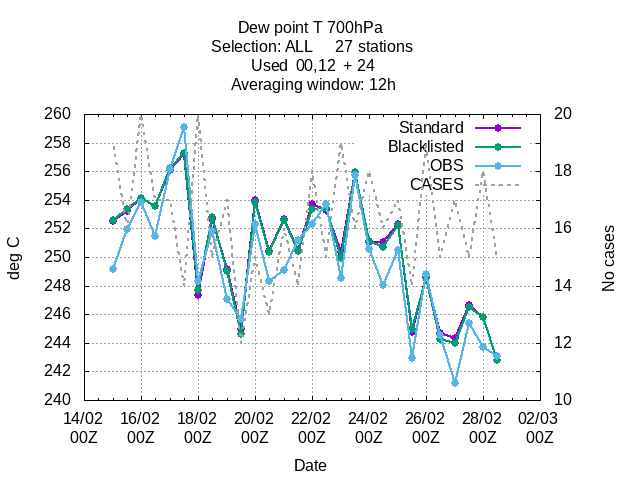 Dew point T 700hPa
Selection: ALL 27 stations
Used 00,12 + 24
Averaging window: 12h
260 20
258
Standard
Blacklisted
256 OBS 18
CASES
254
252 16
deg C
No cases
250
248 14
246
244 12
242
240 10
14/02 16/02 18/02 20/02 22/02 24/02 26/02 28/02 02/03
00Z 00Z 00Z 00Z 00Z 00Z 00Z 00Z 00Z
Date